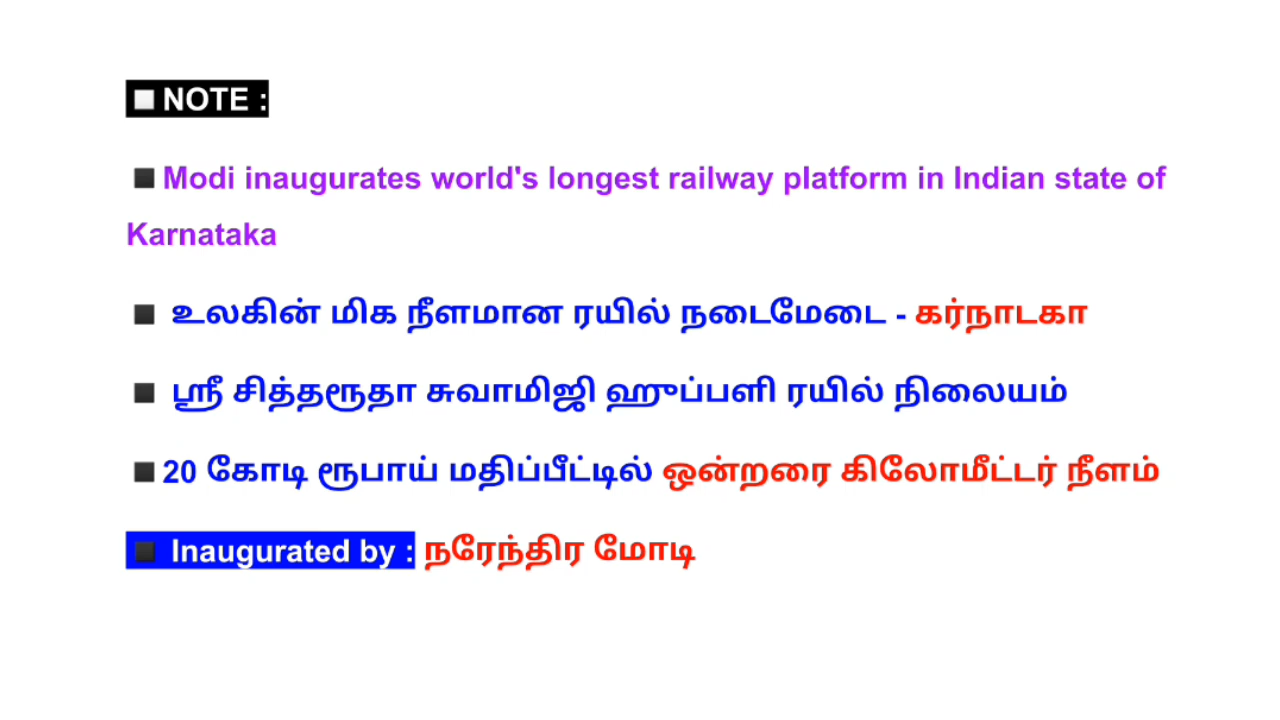 ◻️NOTE :
◾Modi inaugurates world's longest railway platform in Indian state of
Karnataka
◾ உலகின் மிக நீளமான ரயில் நடைமேடை - கர்நாடகா
◾ ஸ்ரீ சித்தரூதா சுவாமிஜி ஹுப்பளி ரயில் நிலையம்
◾20 கோடி ரூபாய் மதிப்பீட்டில் ஒன்றரை கிலோமீட்டர் நீளம்
◾ Inaugurated by : நரேந்திர மோடி